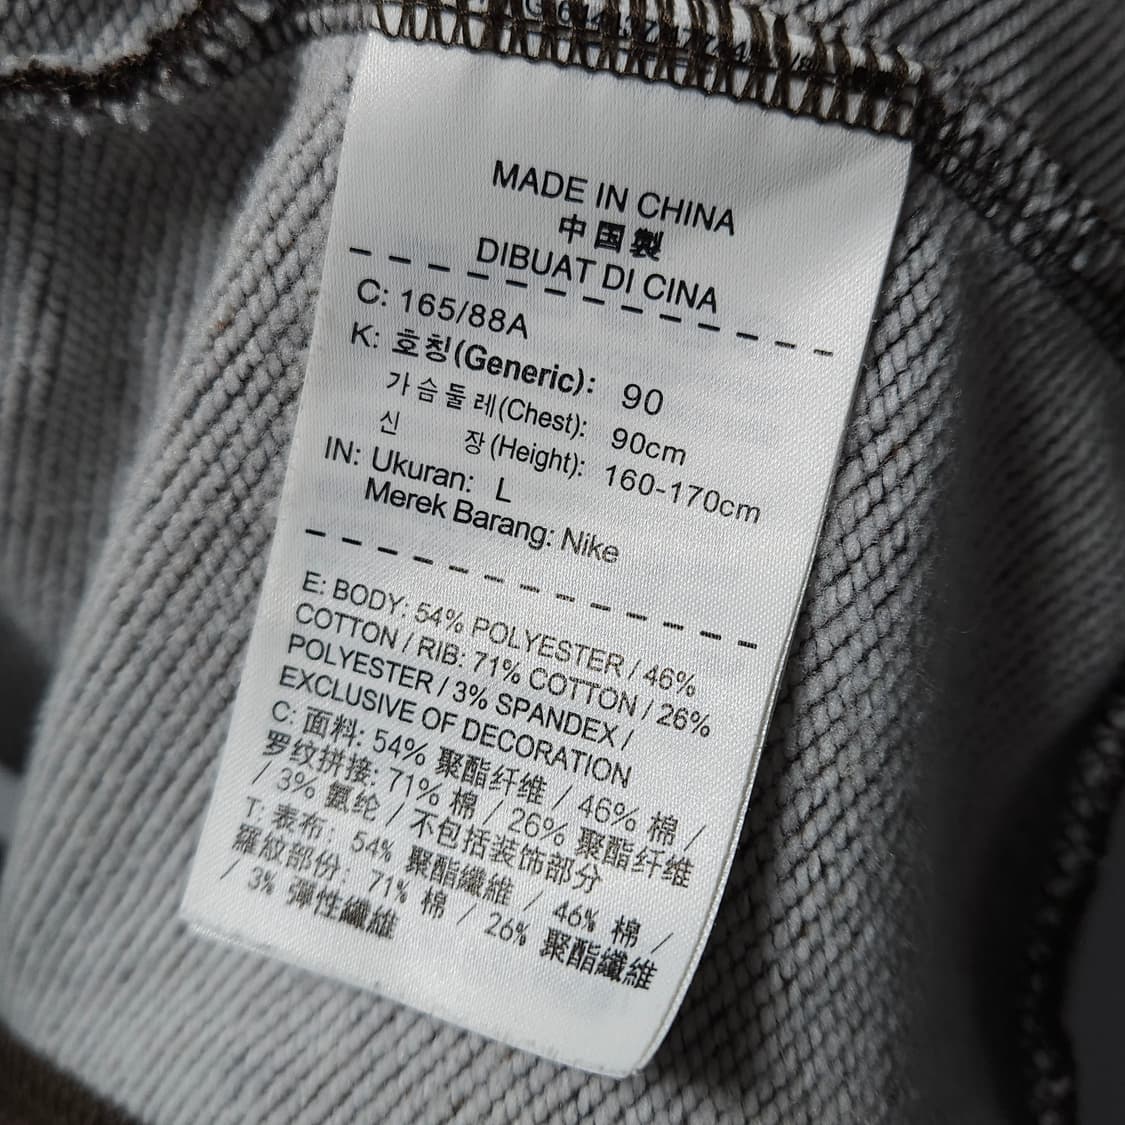 MADE IN CHINA
中国製
DIBUAT DI CINA
C: 165/88A
K: 호칭(Generic): 90
가슴둘레(Chest): 90cm
신 장(Height): 160-170cm
IN: Ukuran: L
Merek Barang: Nike
E: BODY: 54% POLYESTER / 46%
COTTON / RIB: 71% COTTON / 26%
POLYESTER / 3% SPANDEX /
EXCLUSIVE OF DECORATION
C: 面料: 54% 聚酯纤维 / 46% 棉 /
罗纹拼接: 71% 棉 / 26% 聚酯纤维
/ 3% 氨纶 / 不包括装饰部分
T: 表布: 54% 聚酯纖維 / 46% 棉 /
羅紋部份: 71% 棉 / 26% 聚酯纖維
/ 3% 彈性纖維